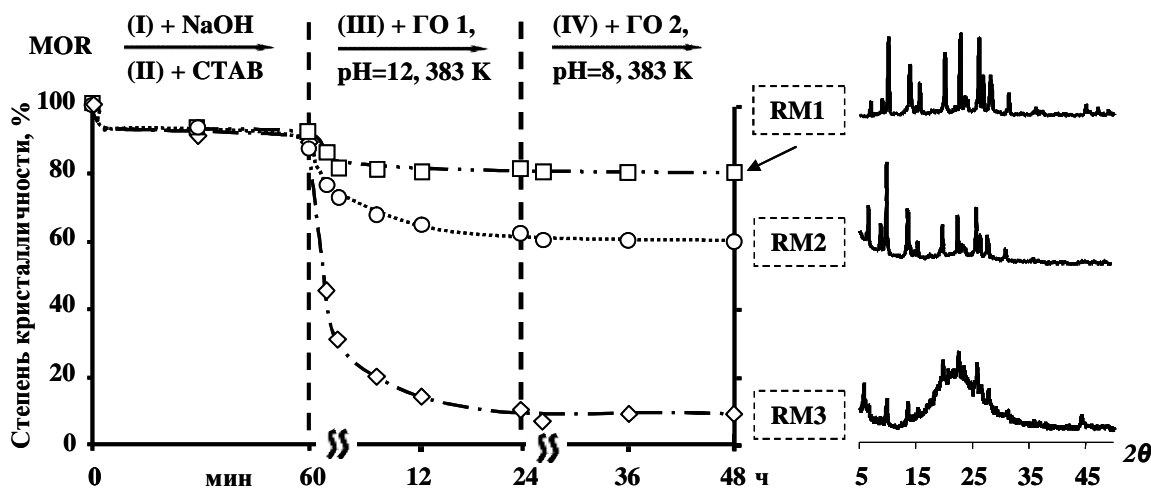 MOR
(I) + NaOH
(II) + CTAB
(III) + ГО 1,
pH=12, 383 K
(IV) + ГО 2,
pH=8, 383 K
Степень кристалличности, %
100
80
60
40
20
0
0 мин 60 12 24 36 48 ч
RM1
RM2
RM3
5 15 25 35 45 2θ